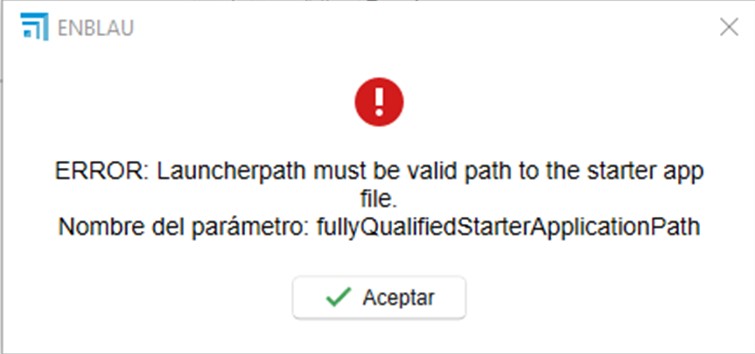 ENBLAU
ERROR: Launcherpath must be valid path to the starter app
file.
Nombre del parámetro: fullyQualifiedStarterApplicationPath
Aceptar